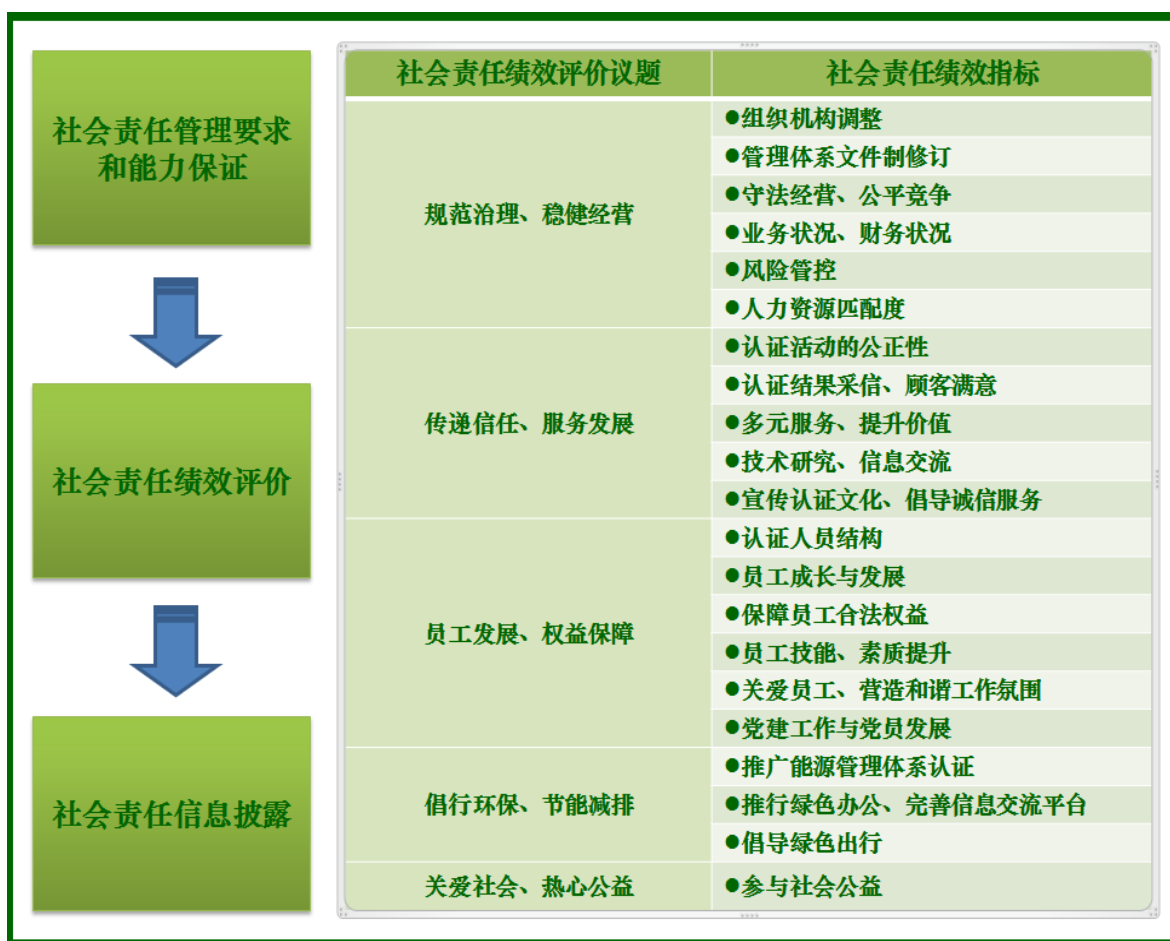 社会责任管理要求
和能力保证
社会责任绩效评价
社会责任信息披露
社会责任绩效评价议题
社会责任绩效指标
规范治理、稳健经营
●组织机构调整
●管理体系文件制修订
●守法经营、公平竞争
●业务状况、财务状况
●风险管控
●人力资源匹配度
传递信任、服务发展
●认证活动的公正性
●认证结果采信、顾客满意
●多元服务、提升价值
●技术研究、信息交流
●宣传认证文化、倡导诚信服务
员工发展、权益保障
●认证人员结构
●员工成长与发展
●保障员工合法权益
●员工技能、素质提升
●关爱员工、营造和谐工作氛围
●党建工作与党员发展
倡行环保、节能减排
●推广能源管理体系认证
●推行绿色办公、完善信息交流平台
●倡导绿色出行
关爱社会、热心公益
●参与社会公益